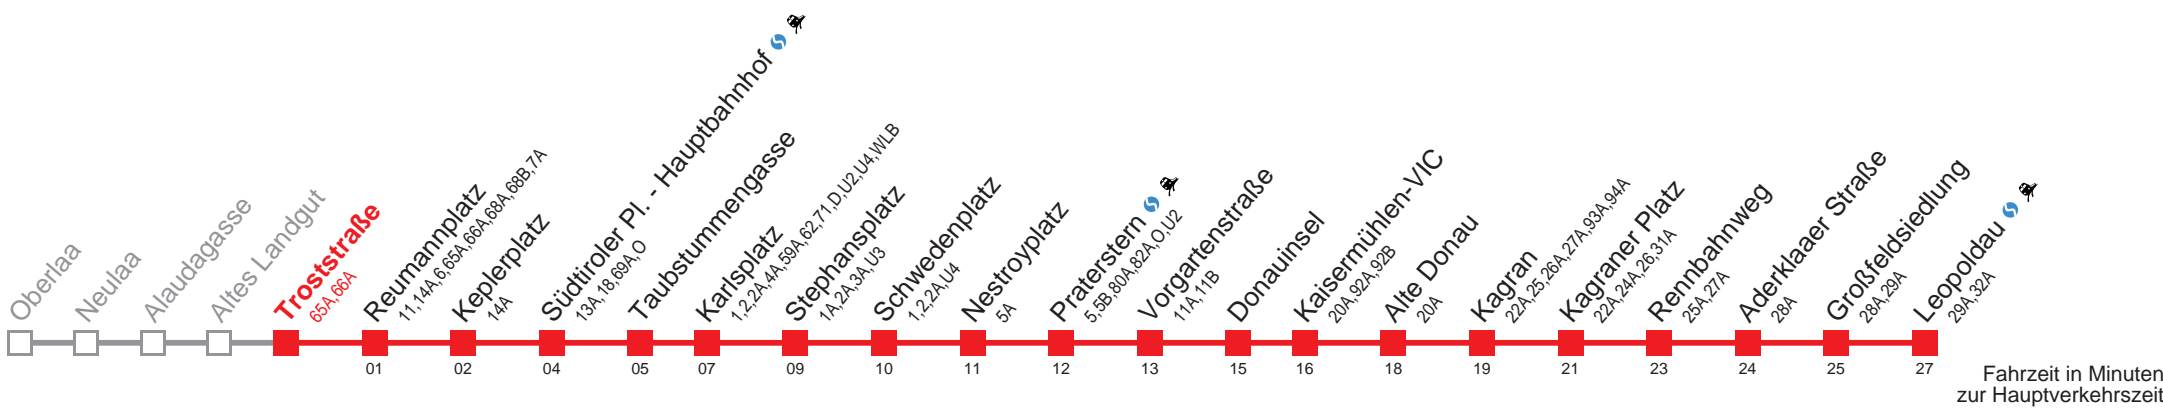 Oberlaa
Neulaa
Alaudagasse
Altes Landgut
Troststraße
65A,66A
Reumannplatz
11,14A,6,65A,66A,68A,68B,7A
Keplerplatz
14A
Südtiroler Pl. - Hauptbahnhof
13A,18,69A,O
Taubstummengasse
Karlsplatz
1,2,2A,4A,59A,62,71,D,U2,U4,WLB
Stephansplatz
1A,2A,3A,U3
Schwedenplatz
1,2,2A,U4
Nestroyplatz
5A
Praterstern
5,5B,80A,82A,O,U2
Vorgartenstraße
11A,11B
Donauinsel
Kaisermühlen-VIC
20A,92A,92B
Alte Donau
20A
Kagran
22A,25,26A,27A,93A,94A
Kagraner Platz
22A,24A,26,31A
Rennbahnweg
25A,27A
Aderklaaer Straße
28A
Großfeldsiedlung
28A,29A
Leopoldau
29A,32A
01 02 04 05 07 09 10 11 12 13 15 16 18 19 21 23 24 25 27
Fahrzeit in Minuten
zur Hauptverkehrszeit